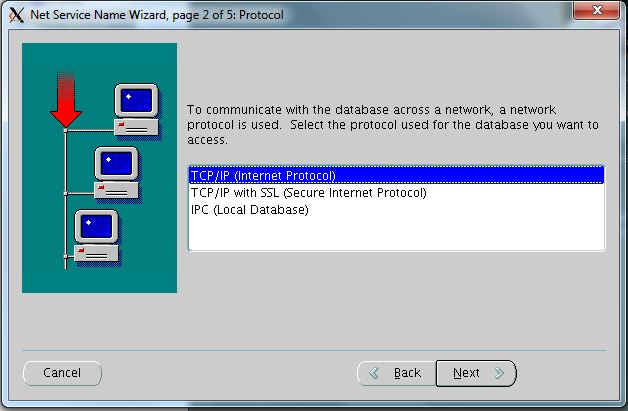 Net Service Name Wizard, page 2 of 5: Protocol
To communicate with the database across a network, a network
protocol is used. Select the protocol used for the database you want to
access.
TCP/IP (Internet Protocol)
TCP/IP with SSL (Secure Internet Protocol)
IPC (Local Database)
Cancel
Back
Next